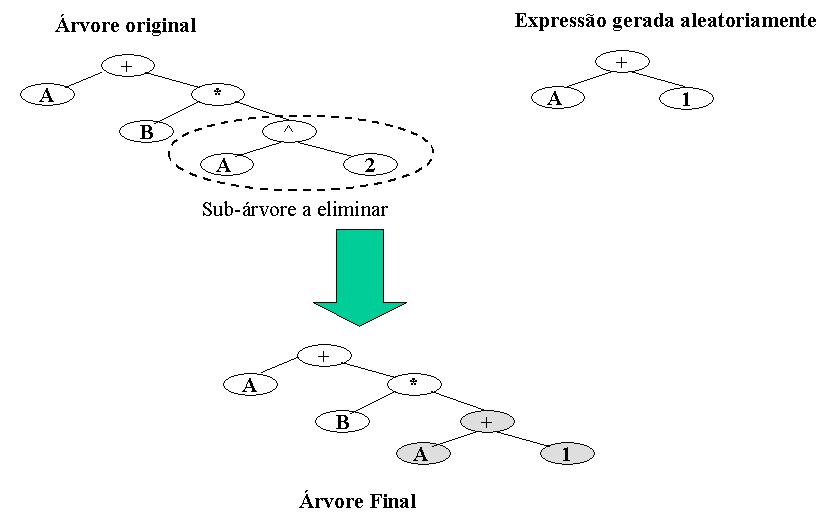 Árvore original
+
A
*
B
^
A
2
Sub-árvore a eliminar
Expressão gerada aleatoriamente
+
A
1
+
A
*
B
+
A
1
Árvore Final